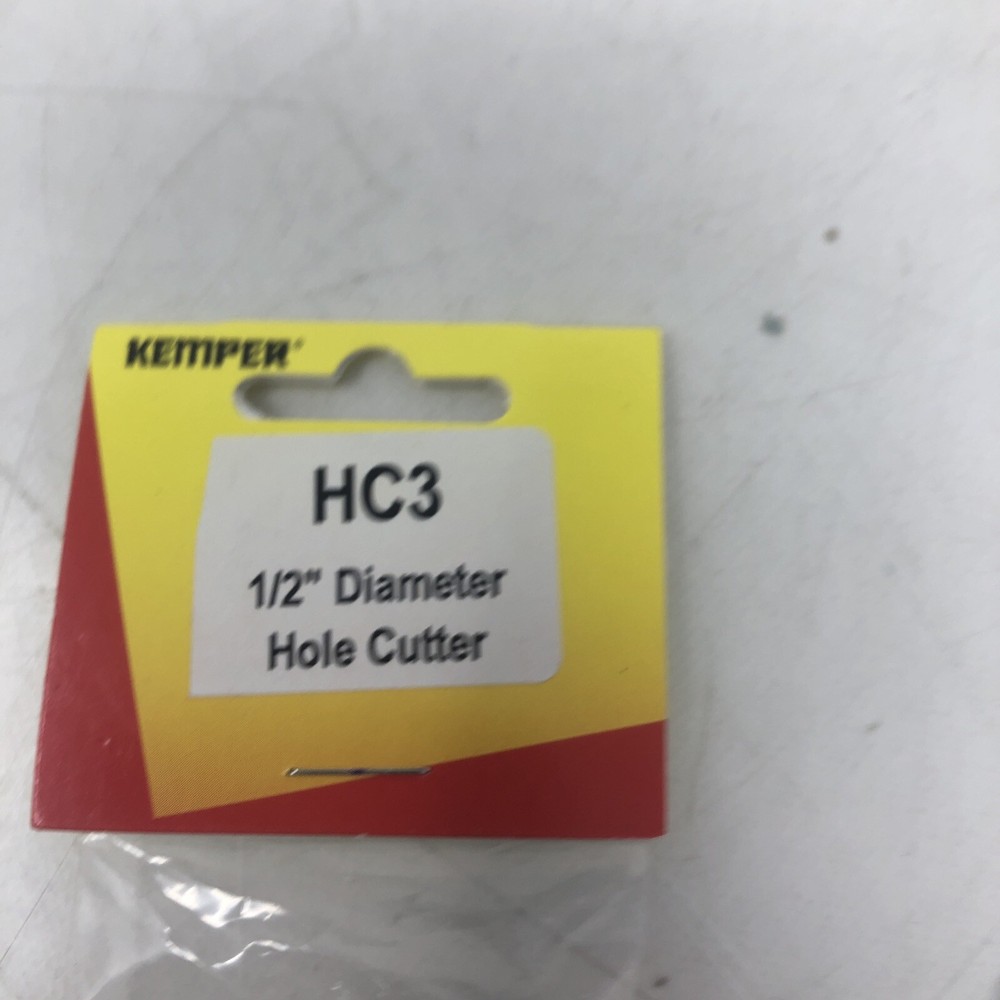 KEMPER®
HC3
1/2" Diameter
Hole Cutter